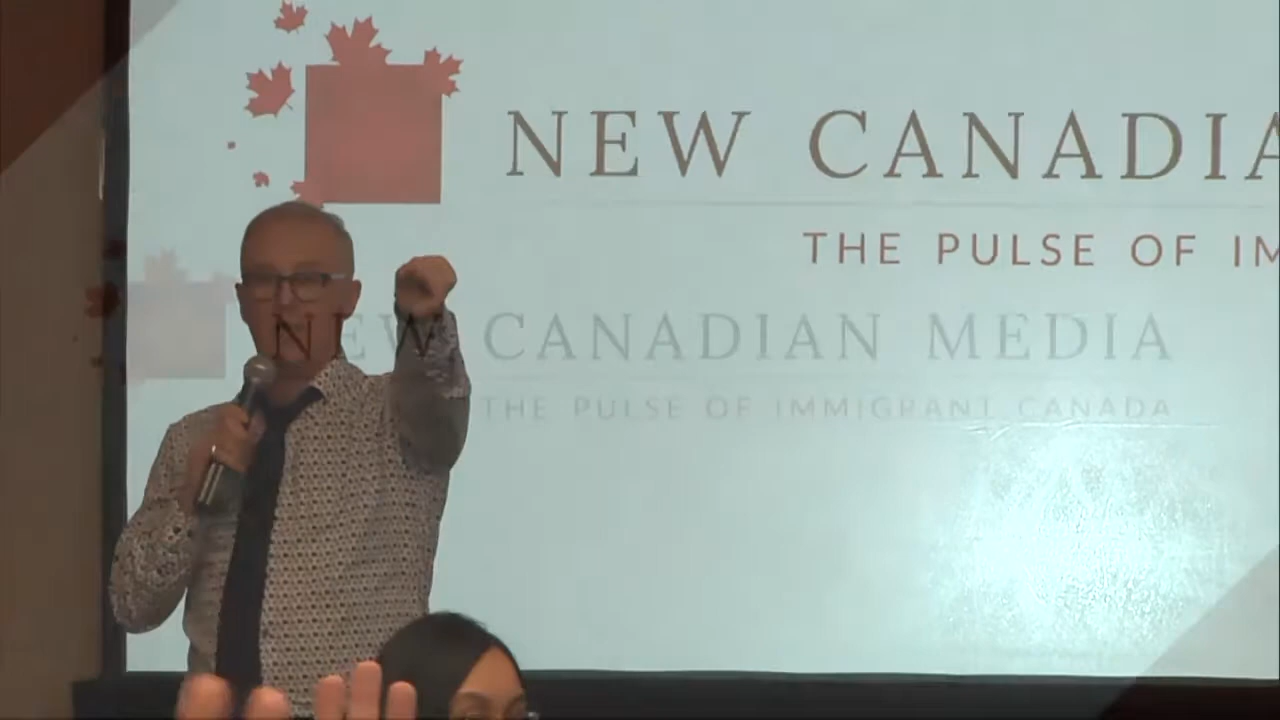 NEW CANADIA
THE PULSE OF IM
NEW CANADIAN MEDIA
THE PULSE OF IMMIGRANT CANADA